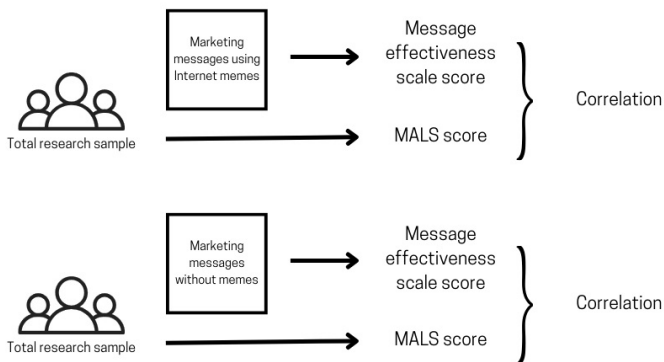 Marketing
messages using
Internet memes
Message
effectiveness
scale score
Correlation
MALS score
Total research sample
Marketing
messages
without memes
Message
effectiveness
scale score
Correlation
MALS score
Total research sample